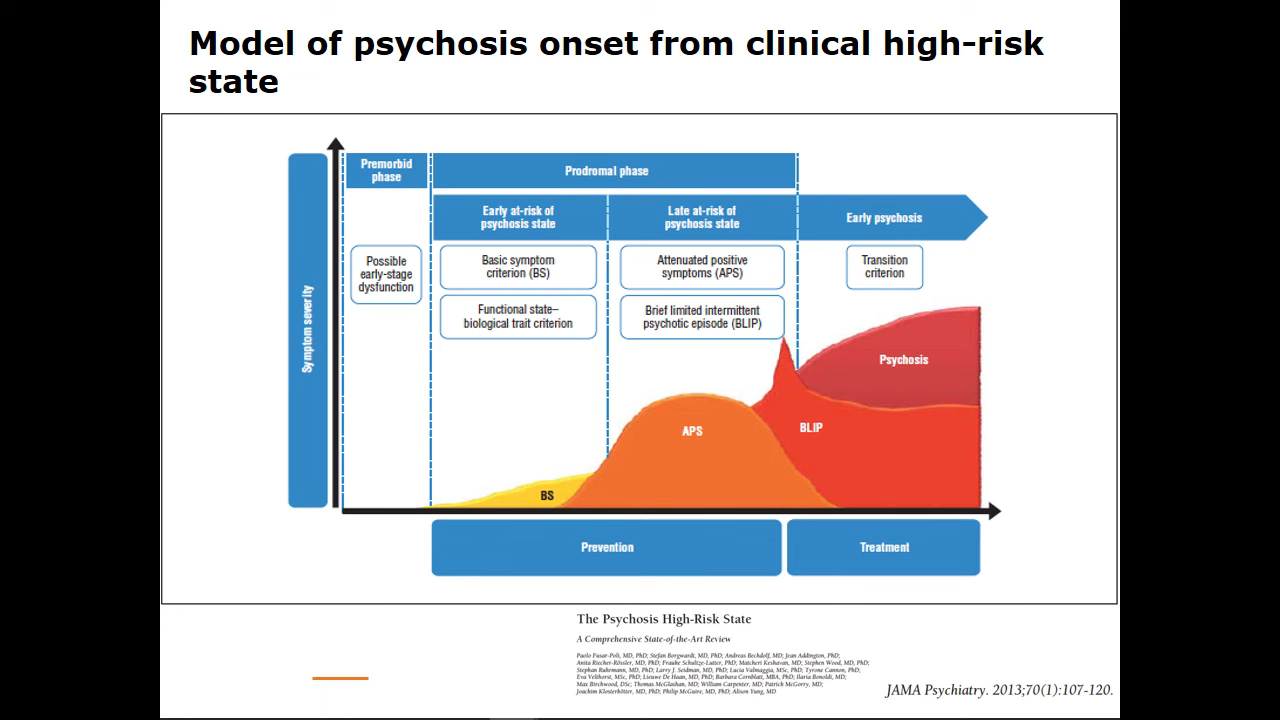 Model of psychosis onset from clinical high-risk
state
Premorbid
phase
Prodromal phase
Early at-risk of
psychosis state
Late at-risk of
psychosis state
Early psychosis
Possible
early-stage
dysfunction
Basic symptom
criterion (BS)
Attenuated positive
symptoms (APS)
Transition
criterion
Functional state–
biological trait criterion
Brief limited intermittent
psychotic episode (BLIP)
Symptom severity
Psychosis
APS
BLIP
BS
Prevention
Treatment
The Psychosis High-Risk State
A Comprehensive State-of-the-Art Review
Paolo Fusar-Poli, MD, PhD; Stefan Borgwardt, MD, PhD; Andreas Bechdolf, MD; Jean Addington, PhD;
Anita Riecher-Rössler, MD, PhD; Frauke Schultze-Lutter, PhD; Matcheri Keshavan, MD; Stephen Wood, MD, PhD;
Stephan Ruhrmann, MD, PhD; Larry J. Seidman, MD, PhD; Lucia Valmaggia, MSc, PhD, Tyrone Cannon, PhD;
Eva Velthorst, MSc, PhD; Lieuwe De Haan, MD, PhD; Barbara Cornblatt, MBA, PhD; Ilaria Bonoldi, MD;
Max Birchwood, DSc; Thomas McGlashan, MD; William Carpenter, MD; Patrick McGorry, MD;
Joachim Klosterkötter, MD, PhD; Philip McGuire, MD, PhD; Alison Yung, MD
JAMA Psychiatry. 2013;70(1):107-120.